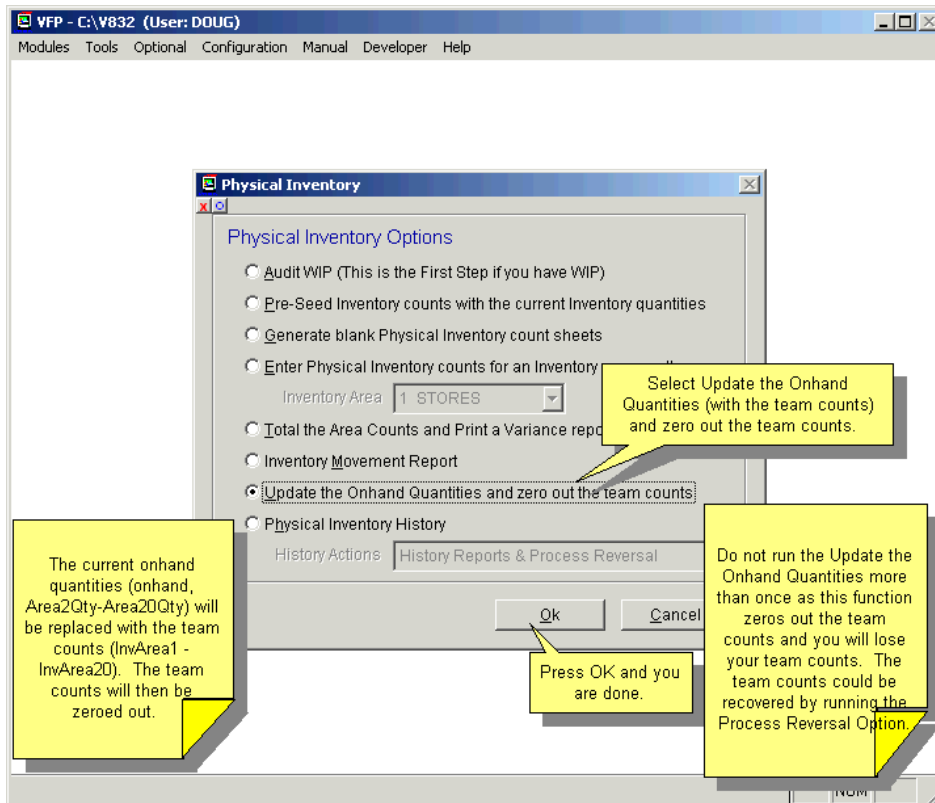 VFP - C:\V832 (User: DOUG)
Modules Tools Optional Configuration Manual Developer Help
Physical Inventory
Physical Inventory Options
Audit WIP (This is the First Step if you have WIP)
Pre-Seed Inventory counts with the current Inventory quantities
Generate blank Physical Inventory count sheets
Enter Physical Inventory counts for an Inventory
Inventory Area 1 STORES
Total the Area Counts and Print a Variance repo
Inventory Movement Report
Update the Onhand Quantities and zero out the team counts
Physical Inventory History
History Actions History Reports & Process Reversal
Ok Cancel
Select Update the Onhand
Quantities (with the team counts)
and zero out the team counts.
The current onhand
quantities (onhand,
Area2Qty-Area20Qty) will
be replaced with the team
counts (InvArea1 -
InvArea20). The team
counts will then be
zeroed out.
Press OK and you
are done.
Do not run the Update the
Onhand Quantities more
than once as this function
zeros out the team
counts and you will lose
your team counts. The
team counts could be
recovered by running the
Process Reversal Option.
NUM